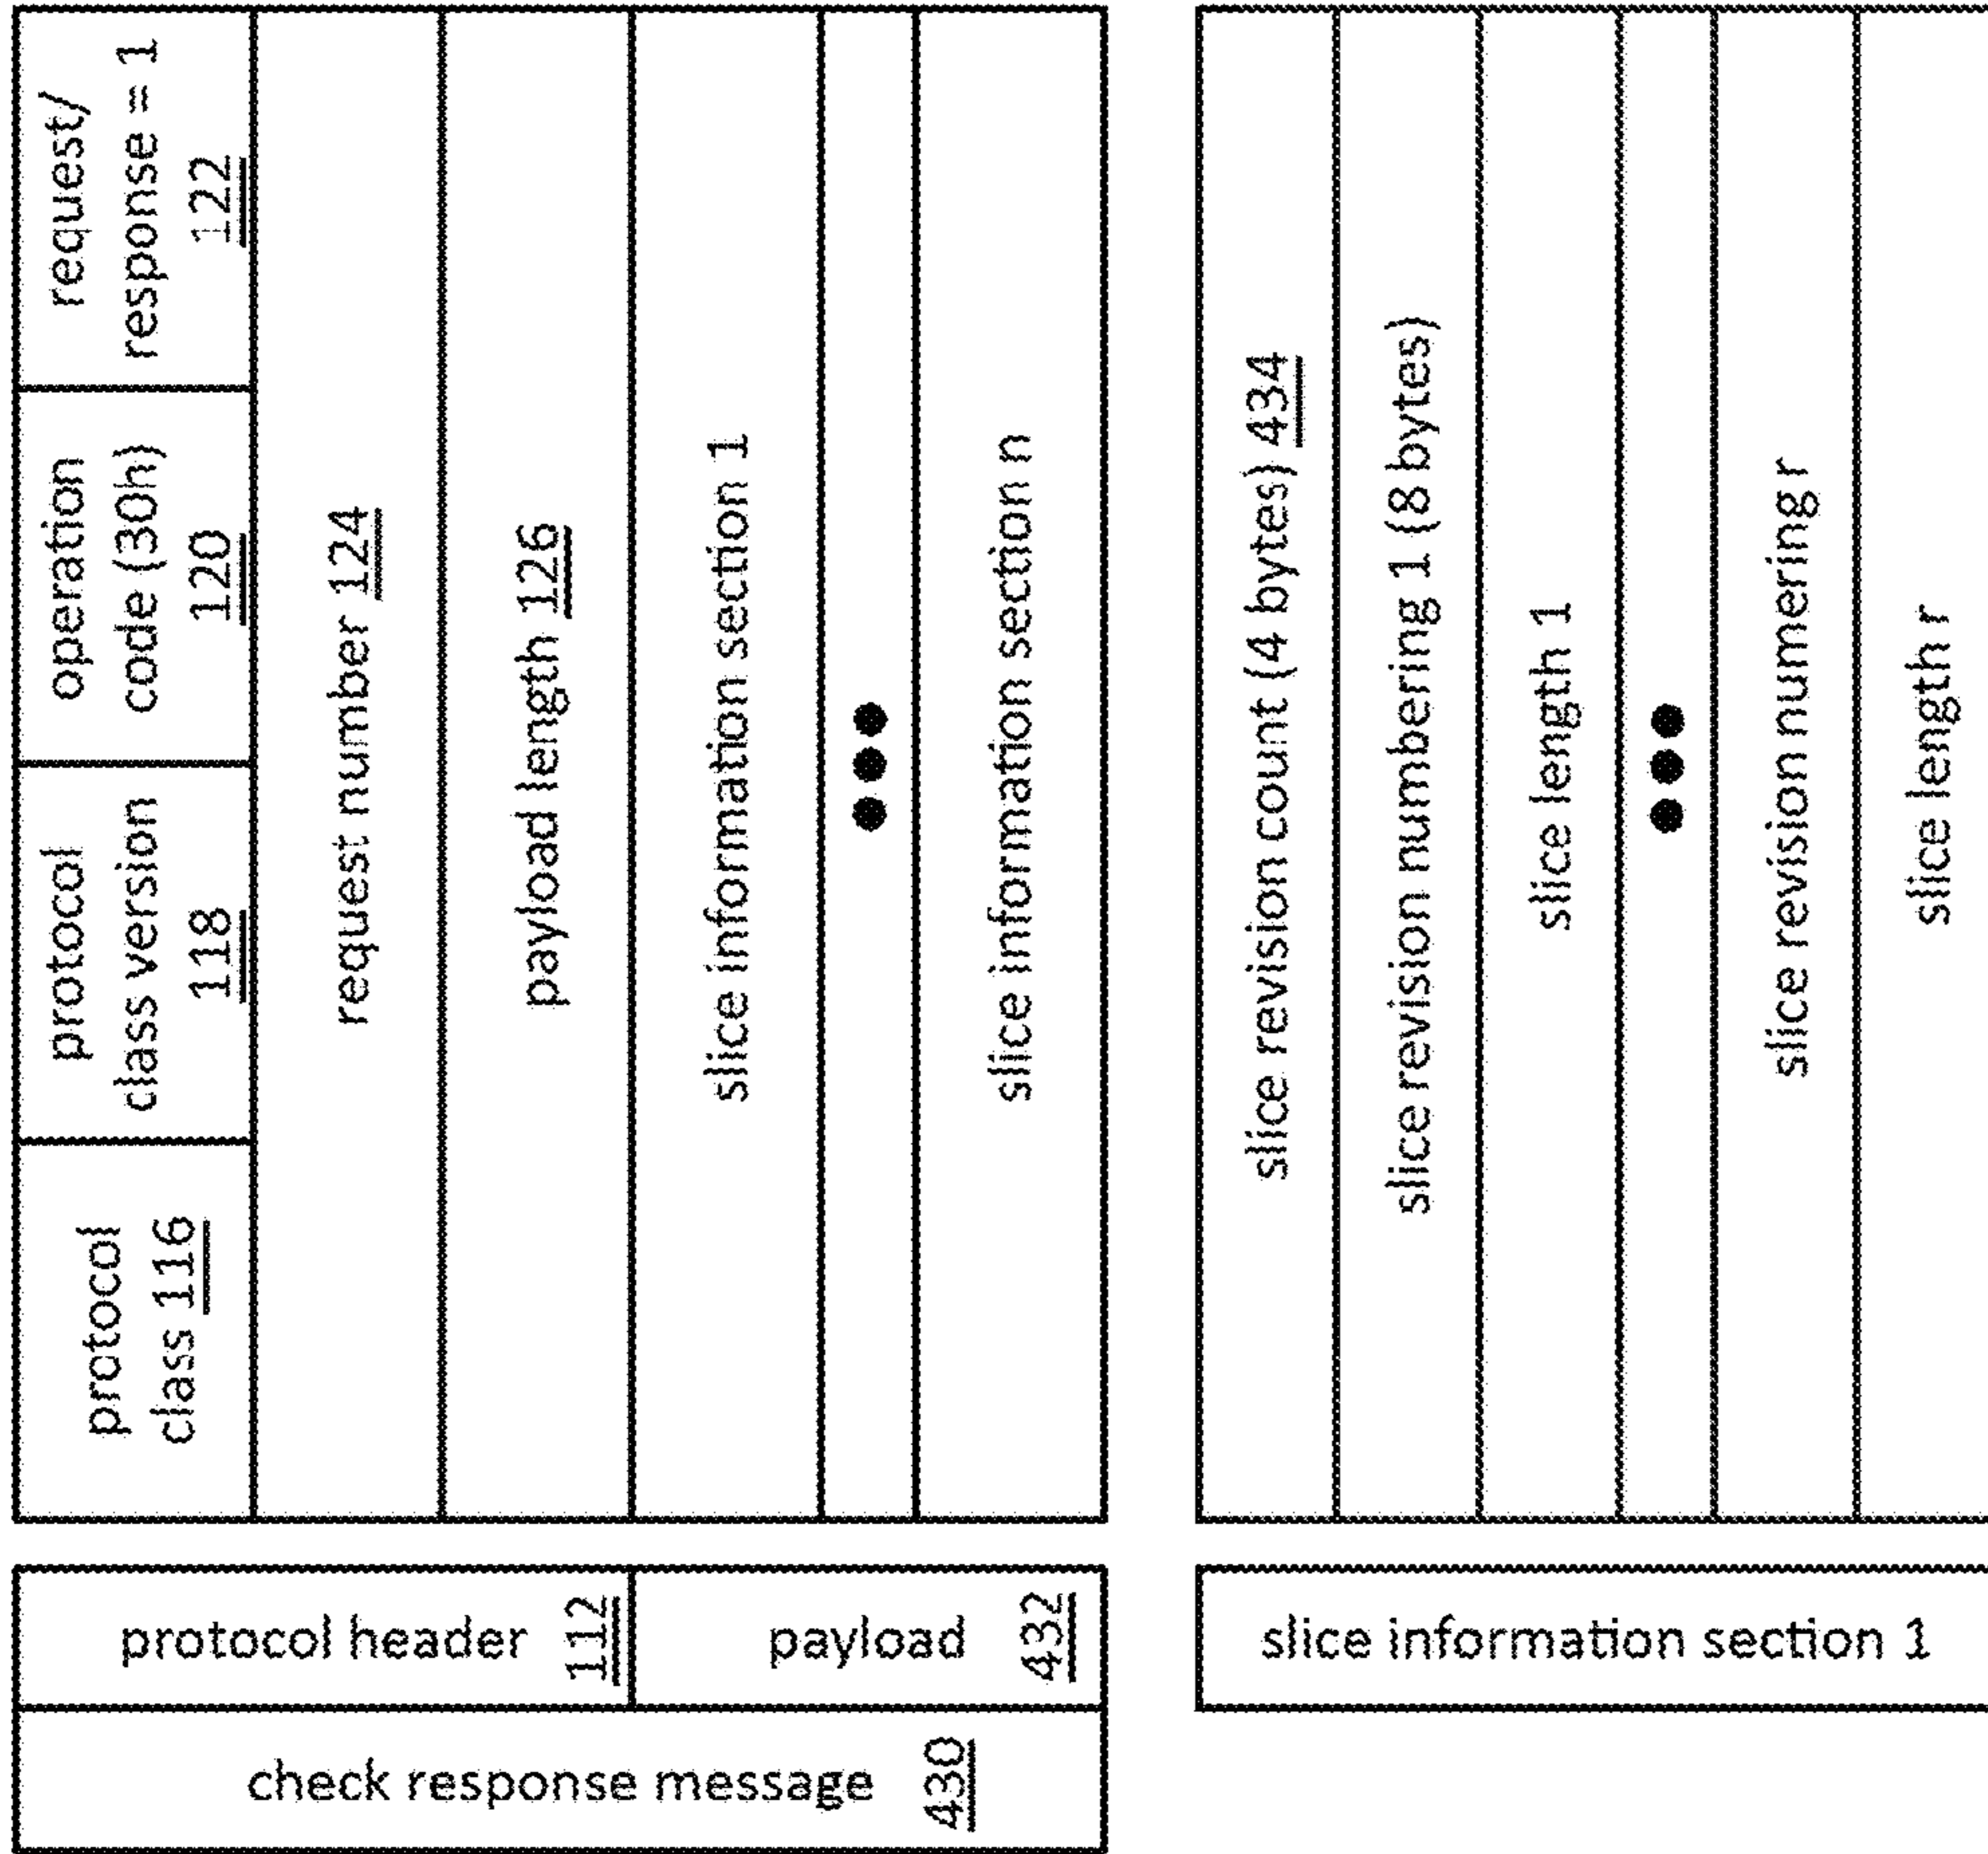 check response message 430
protocol header 112
payload 432
protocol
class 116
protocol
class version
118
operation
code (30h)
120
request/
response = 1
122
request number 124
payload length 126
slice information section 1
slice information section n
slice information section 1
slice revision count (4 bytes) 434
slice revision numbering 1 (8 bytes)
slice length 1
slice revision numering r
slice length r